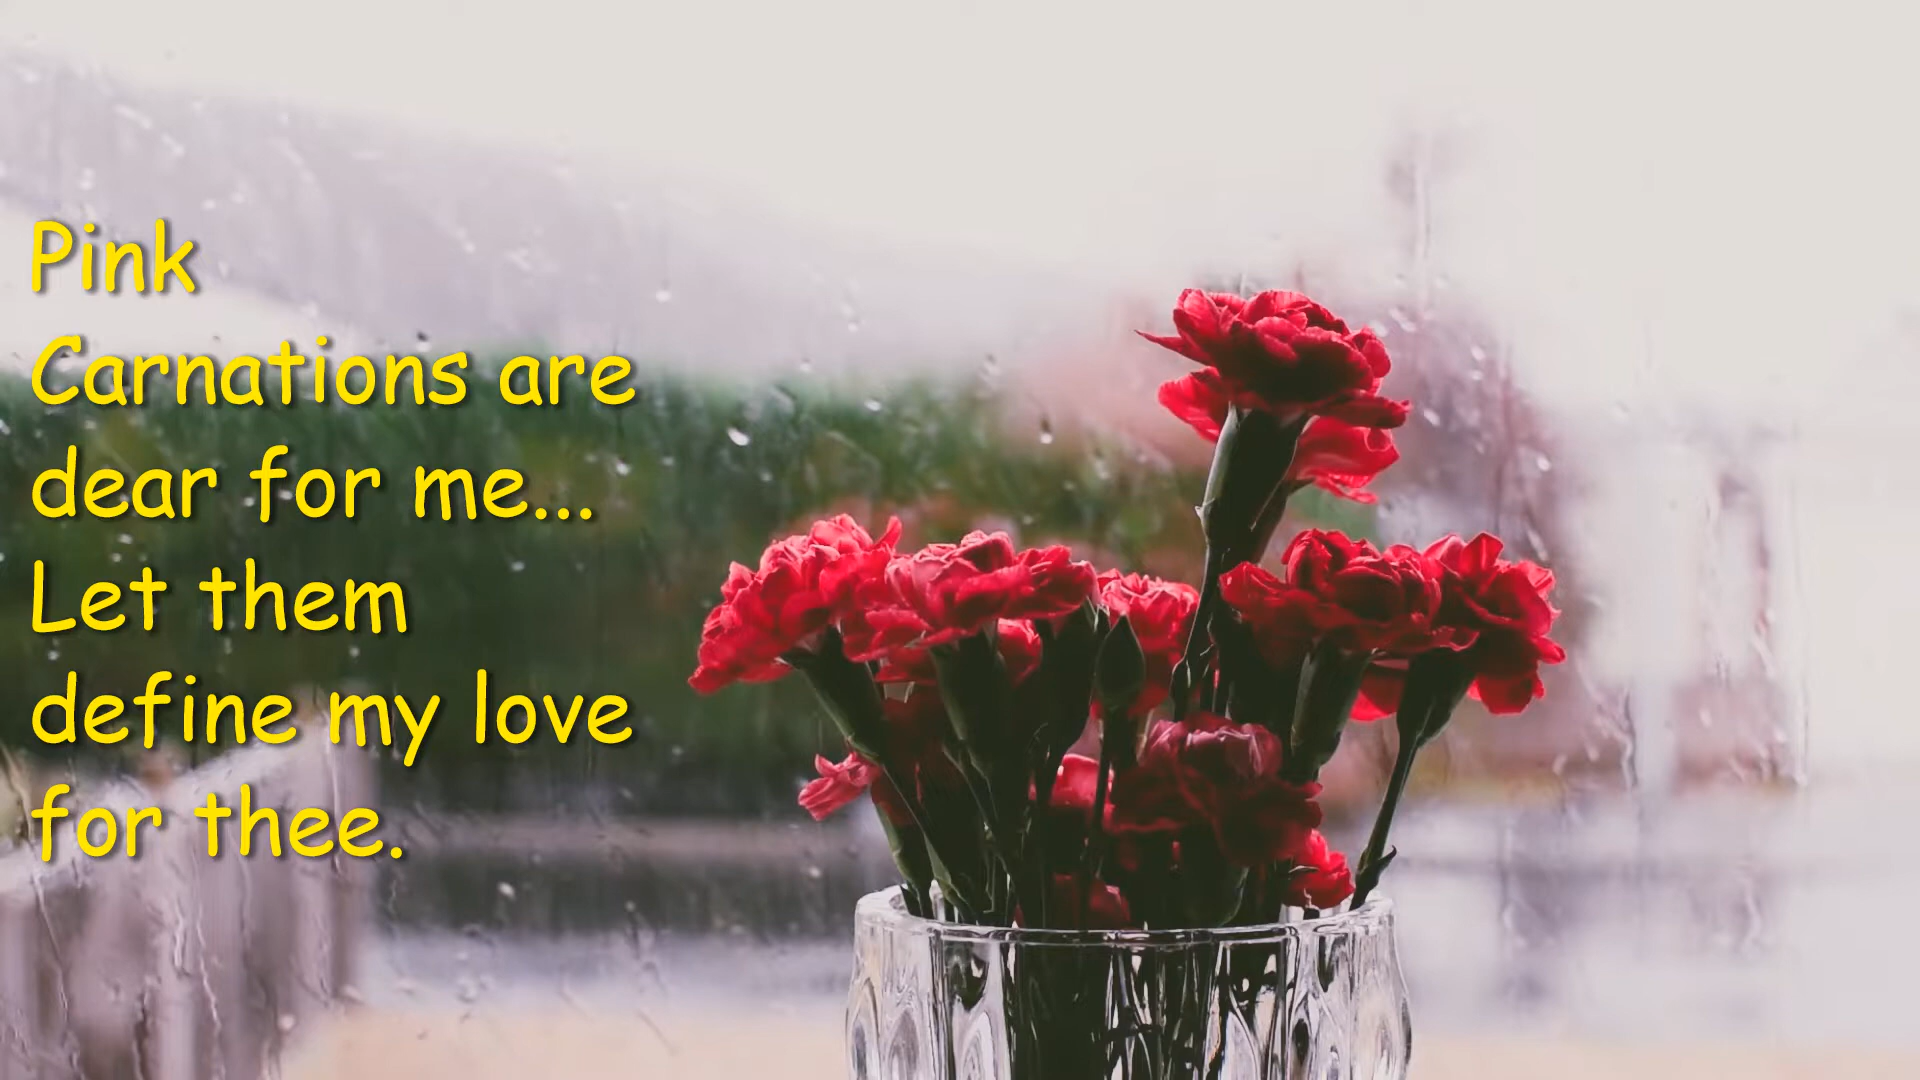 Pink
Carnations are
dear for me...
Let them
define my love
for thee.